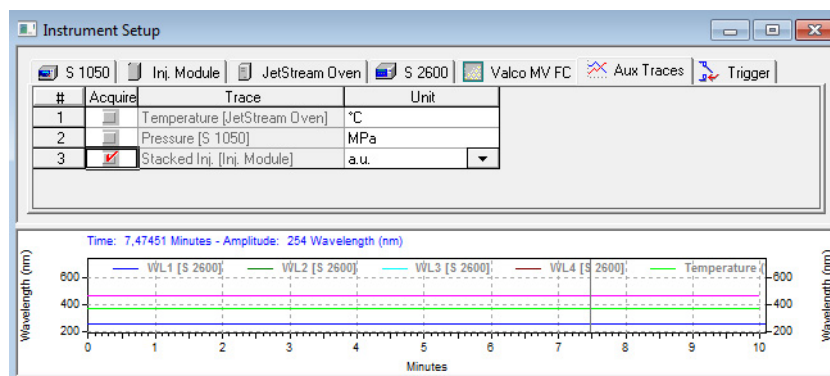 Instrument Setup
S 1050 Inj. Module JetStream Oven S 2600 Valco MV FC Aux Traces Trigger
# Acquire Trace Unit
1 Temperature [JetStream Oven] °C
2 Pressure [S 1050] MPa
3 Stacked Inj. [Inj. Module] a.u.
Time: 7,47451 Minutes - Amplitude: 254 Wavelength (nm)
WL1 [S 2600] WL2 [S 2600] WL3 [S 2600] WL4 [S 2600] Temperature (
Wavelength (nm)
600 600
400 400
200 200
Wavelength (nm)
0 1 2 3 4 5 6 7 8 9 10
Minutes